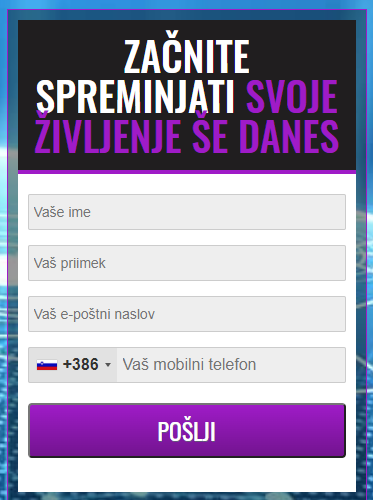 ZAČNITE
SPREMINJATI SVOJE
ŽIVLJENJE ŠE DANES
Vaše ime
Vaš priimek
Vaš e-poštni naslov
+386 Vaš mobilni telefon
POŠLJI